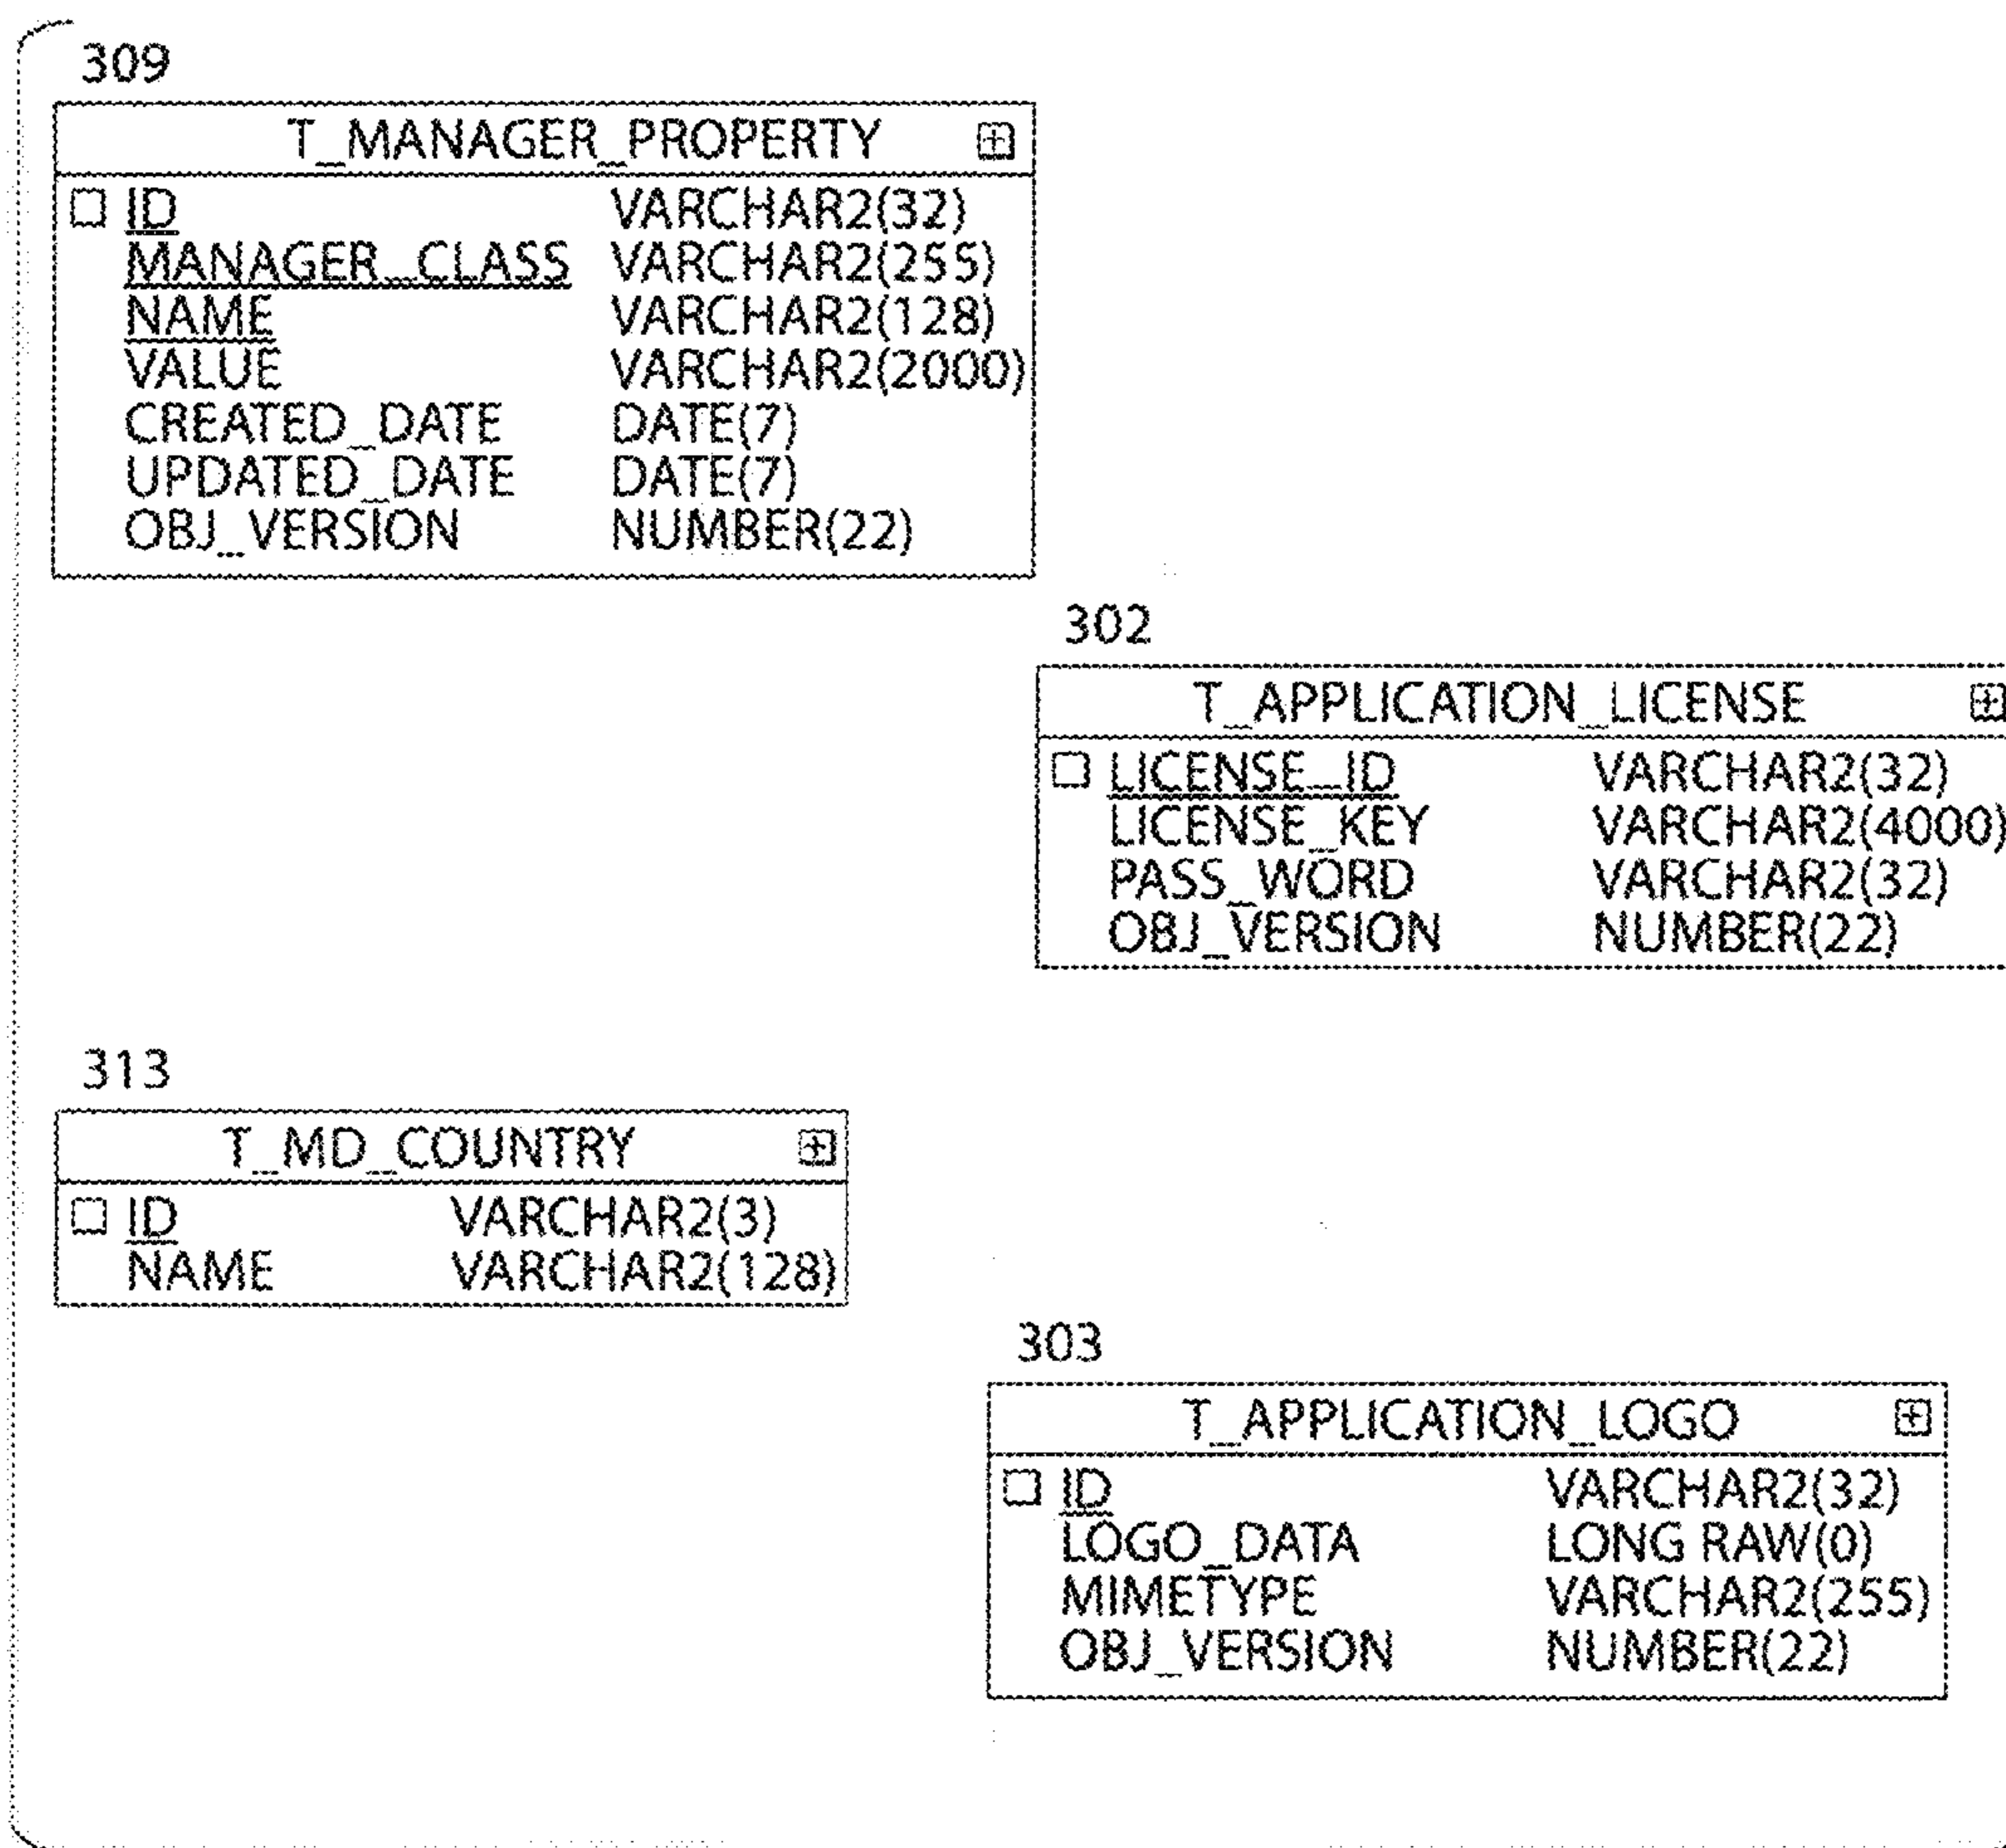 309
T_MANAGER_PROPERTY
ID VARCHAR2(32)
MANAGER_CLASS VARCHAR2(255)
NAME VARCHAR2(128)
VALUE VARCHAR2(2000)
CREATED_DATE DATE(7)
UPDATED_DATE DATE(7)
OBJ_VERSION NUMBER(22)
302
T_APPLICATION_LICENSE
LICENSE_ID VARCHAR2(32)
LICENSE_KEY VARCHAR2(4000)
PASS_WORD VARCHAR2(32)
OBJ_VERSION NUMBER(22)
313
T_MD_COUNTRY
ID VARCHAR2(3)
NAME VARCHAR2(128)
303
T_APPLICATION_LOGO
ID VARCHAR2(32)
LOGO_DATA LONG RAW(0)
MIMETYPE VARCHAR2(255)
OBJ_VERSION NUMBER(22)